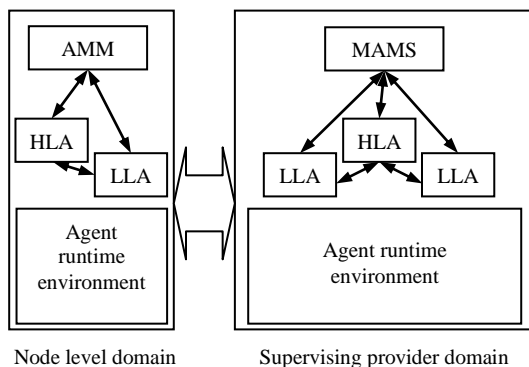 AMM
HLA
LLA
Agent
runtime
environment
Node level domain
MAMS
HLA
LLA
LLA
Agent runtime
environment
Supervising provider domain